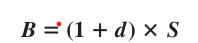 B = (1 + d) × S